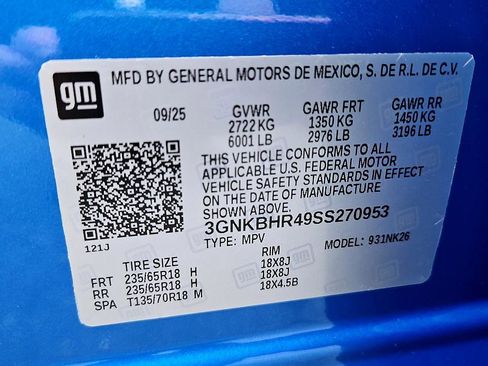 gm
MFD BY GENERAL MOTORS DE MEXICO, S. DE R.L. DE C.V.
09/25 GVWR GAWR FRT GAWR RR
2722 KG 1350 KG 1450 KG
6001 LB 2976 LB 3196 LB
THIS VEHICLE CONFORMS TO ALL
APPLICABLE U.S. FEDERAL MOTOR
VEHICLE SAFETY STANDARDS IN EFFECT
ON THE DATE OF MANUFACTURE
SHOWN ABOVE.
3GNKBHR49SS270953
121J TYPE: MPV MODEL: 931NK26
TIRE SIZE RIM
FRT 235/65R18 H 18X8J
RR 235/65R18 H 18X8J
SPA T135/70R18 M 18X4.5B